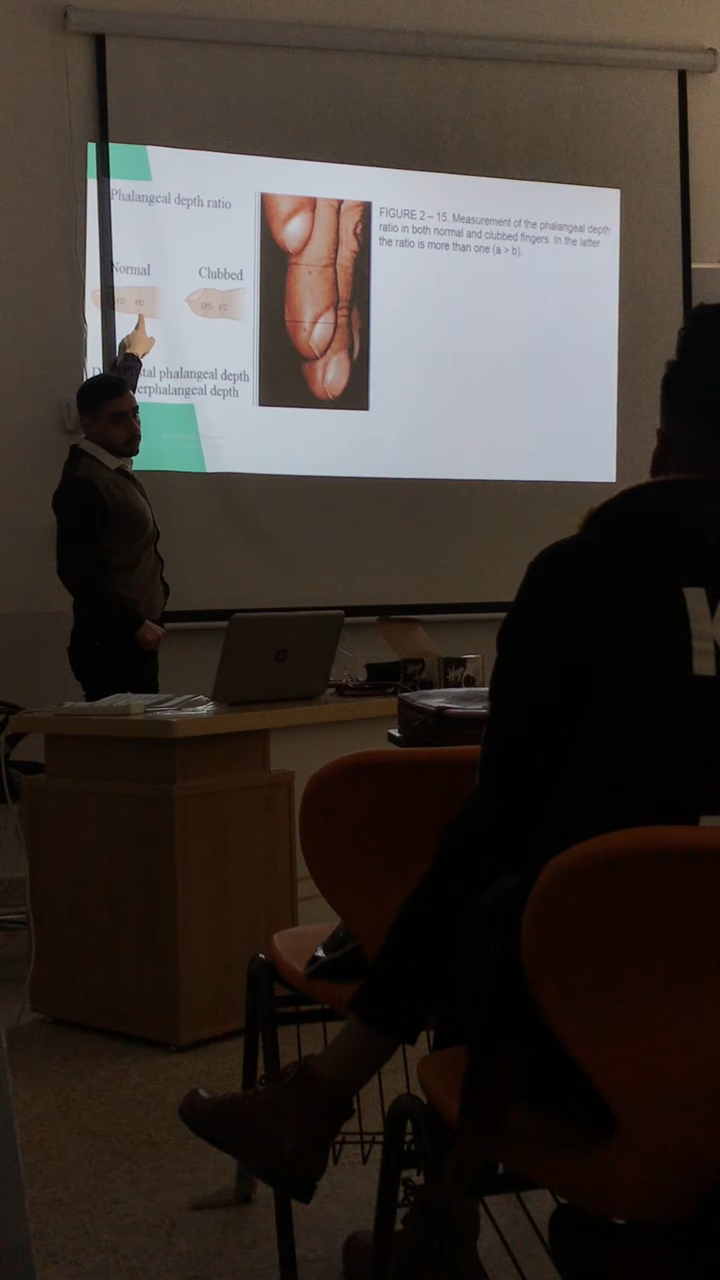 Phalangeal depth ratio
Normal
Clubbed
DPD IPD
DPD IPD
tal phalangeal depth
erphalangeal depth
FIGURE 2 – 15. Measurement of the phalangeal depth
ratio in both normal and clubbed fingers. In the latter
the ratio is more than one (a > b).
hp